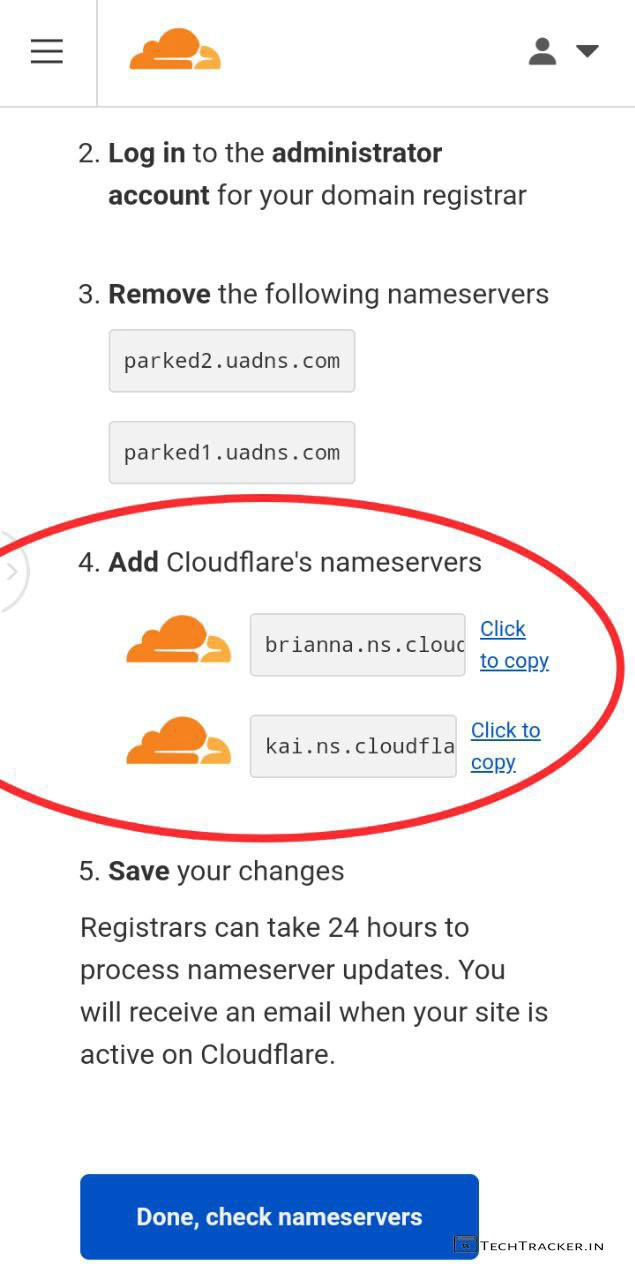 2. Log in to the administrator
account for your domain registrar
3. Remove the following nameservers
parked2.uadns.com
parked1.uadns.com
4. Add Cloudflare's nameservers
brianna.ns.cloud
Click
to copy
kai.ns.cloudfla
Click to
copy
5. Save your changes
Registrars can take 24 hours to
process nameserver updates. You
will receive an email when your site is
active on Cloudflare.
Done, check nameservers
TECHTRACKER.IN